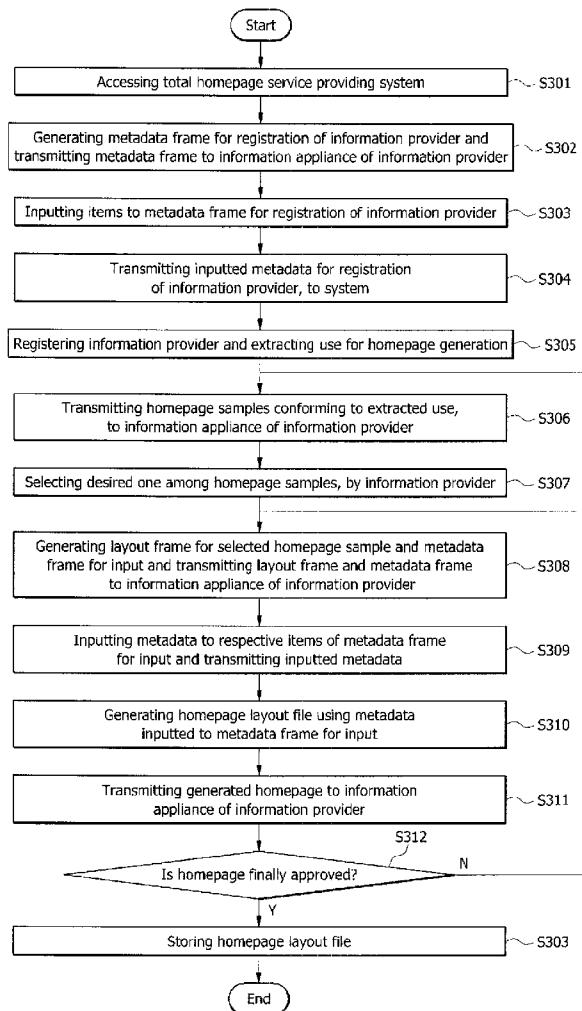 Start
Accessing total homepage service providing system
S301
Generating metadata frame for registration of information provider and
transmitting metadata frame to information appliance of information provider
S302
Inputting items to metadata frame for registration of information provider
S303
Transmitting inputted metadata for registration
of information provider, to system
S304
Registering information provider and extracting use for homepage generation
S305
Transmitting homepage samples conforming to extracted use,
to information appliance of information provider
S306
Selecting desired one among homepage samples, by information provider
S307
Generating layout frame for selected homepage sample and metadata
frame for input and transmitting layout frame and metadata frame
to information appliance of information provider
S308
Inputting metadata to respective items of metadata frame
for input and transmitting inputted metadata
S309
Generating homepage layout file using metadata
inputted to metadata frame for input
S310
Transmitting generated homepage to information
appliance of information provider
S311
S312
Is homepage finally approved?
N
Y
Storing homepage layout file
S303
End